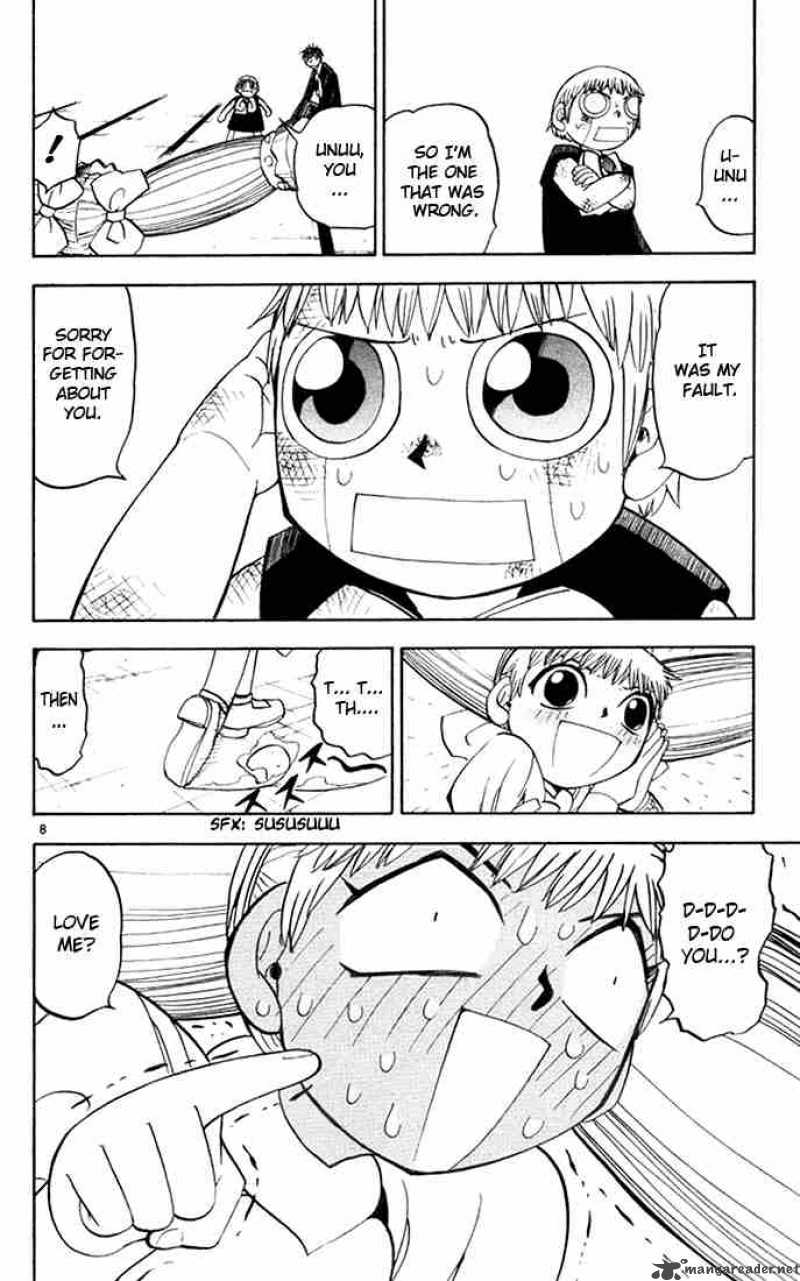 U-
UNU
...
SO I'M
THE ONE
THAT WAS
WRONG.
UNUU,
YOU
...
!
IT
WAS MY
FAULT.
SORRY
FOR FOR-
GETTING
ABOUT
YOU.
T... T...
TH....
THEN
...
8
SFX: SUSUSUUU
D-D-D-
D-DO
YOU...?
LOVE
ME?
mangareader.net